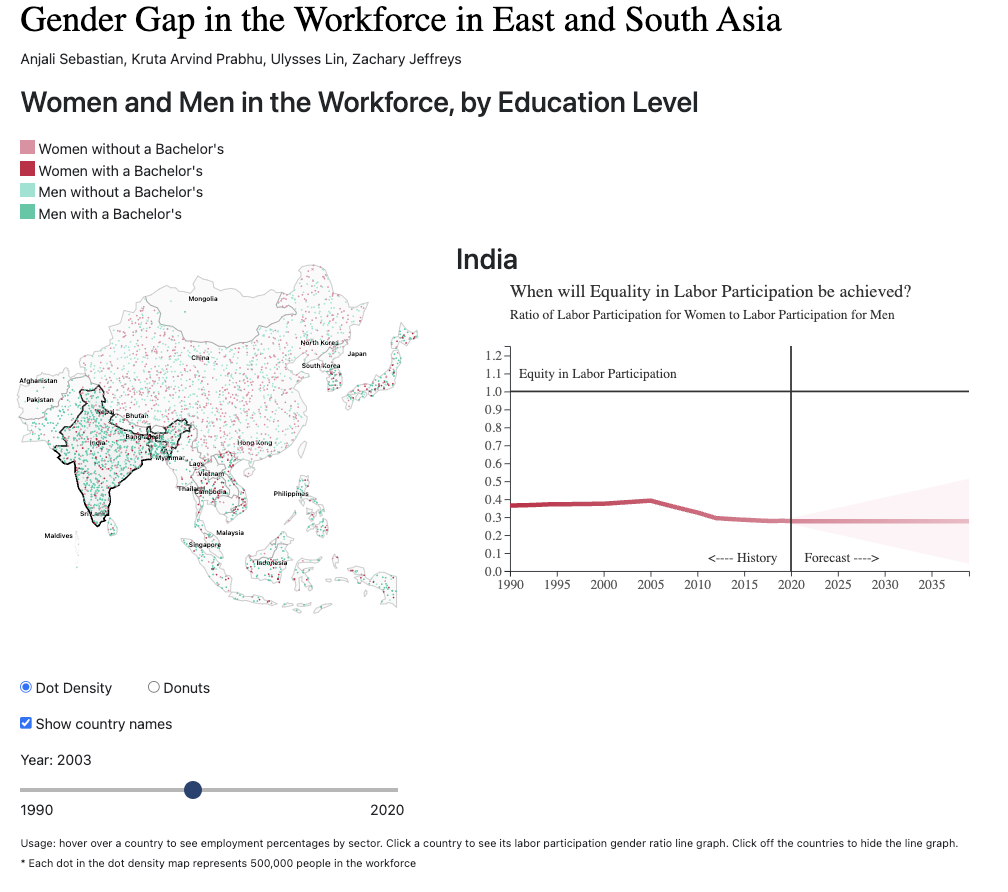 Gender Gap in the Workforce in East and South Asia
Anjali Sebastian, Kruta Arvind Prabhu, Ulysses Lin, Zachary Jeffreys
Women and Men in the Workforce, by Education Level
Women without a Bachelor's
Women with a Bachelor's
Men without a Bachelor's
Men with a Bachelor's
Mongolia
North Korea
Japan
China
South Korea
Afghanistan
Pakistan
Nepal
Bhutan
India
Bangladesh
Hong Kong
Myanmar
Laos
Vietnam
Thailand
Cambodia
Philippines
Sri Lanka
Maldives
Malaysia
Singapore
Indonesia
India
When will Equality in Labor Participation be achieved?
Ratio of Labor Participation for Women to Labor Participation for Men
1.2
1.1
1.0
0.9
0.8
0.7
0.6
0.5
0.4
0.3
0.2
0.1
0.0
Equity in Labor Participation
<---- History
Forecast ---->
1990 1995 2000 2005 2010 2015 2020 2025 2030 2035
Dot Density
Donuts
Show country names
Year: 2003
1990 2020
Usage: hover over a country to see employment percentages by sector. Click a country to see its labor participation gender ratio line graph. Click off the countries to hide the line graph.
* Each dot in the dot density map represents 500,000 people in the workforce